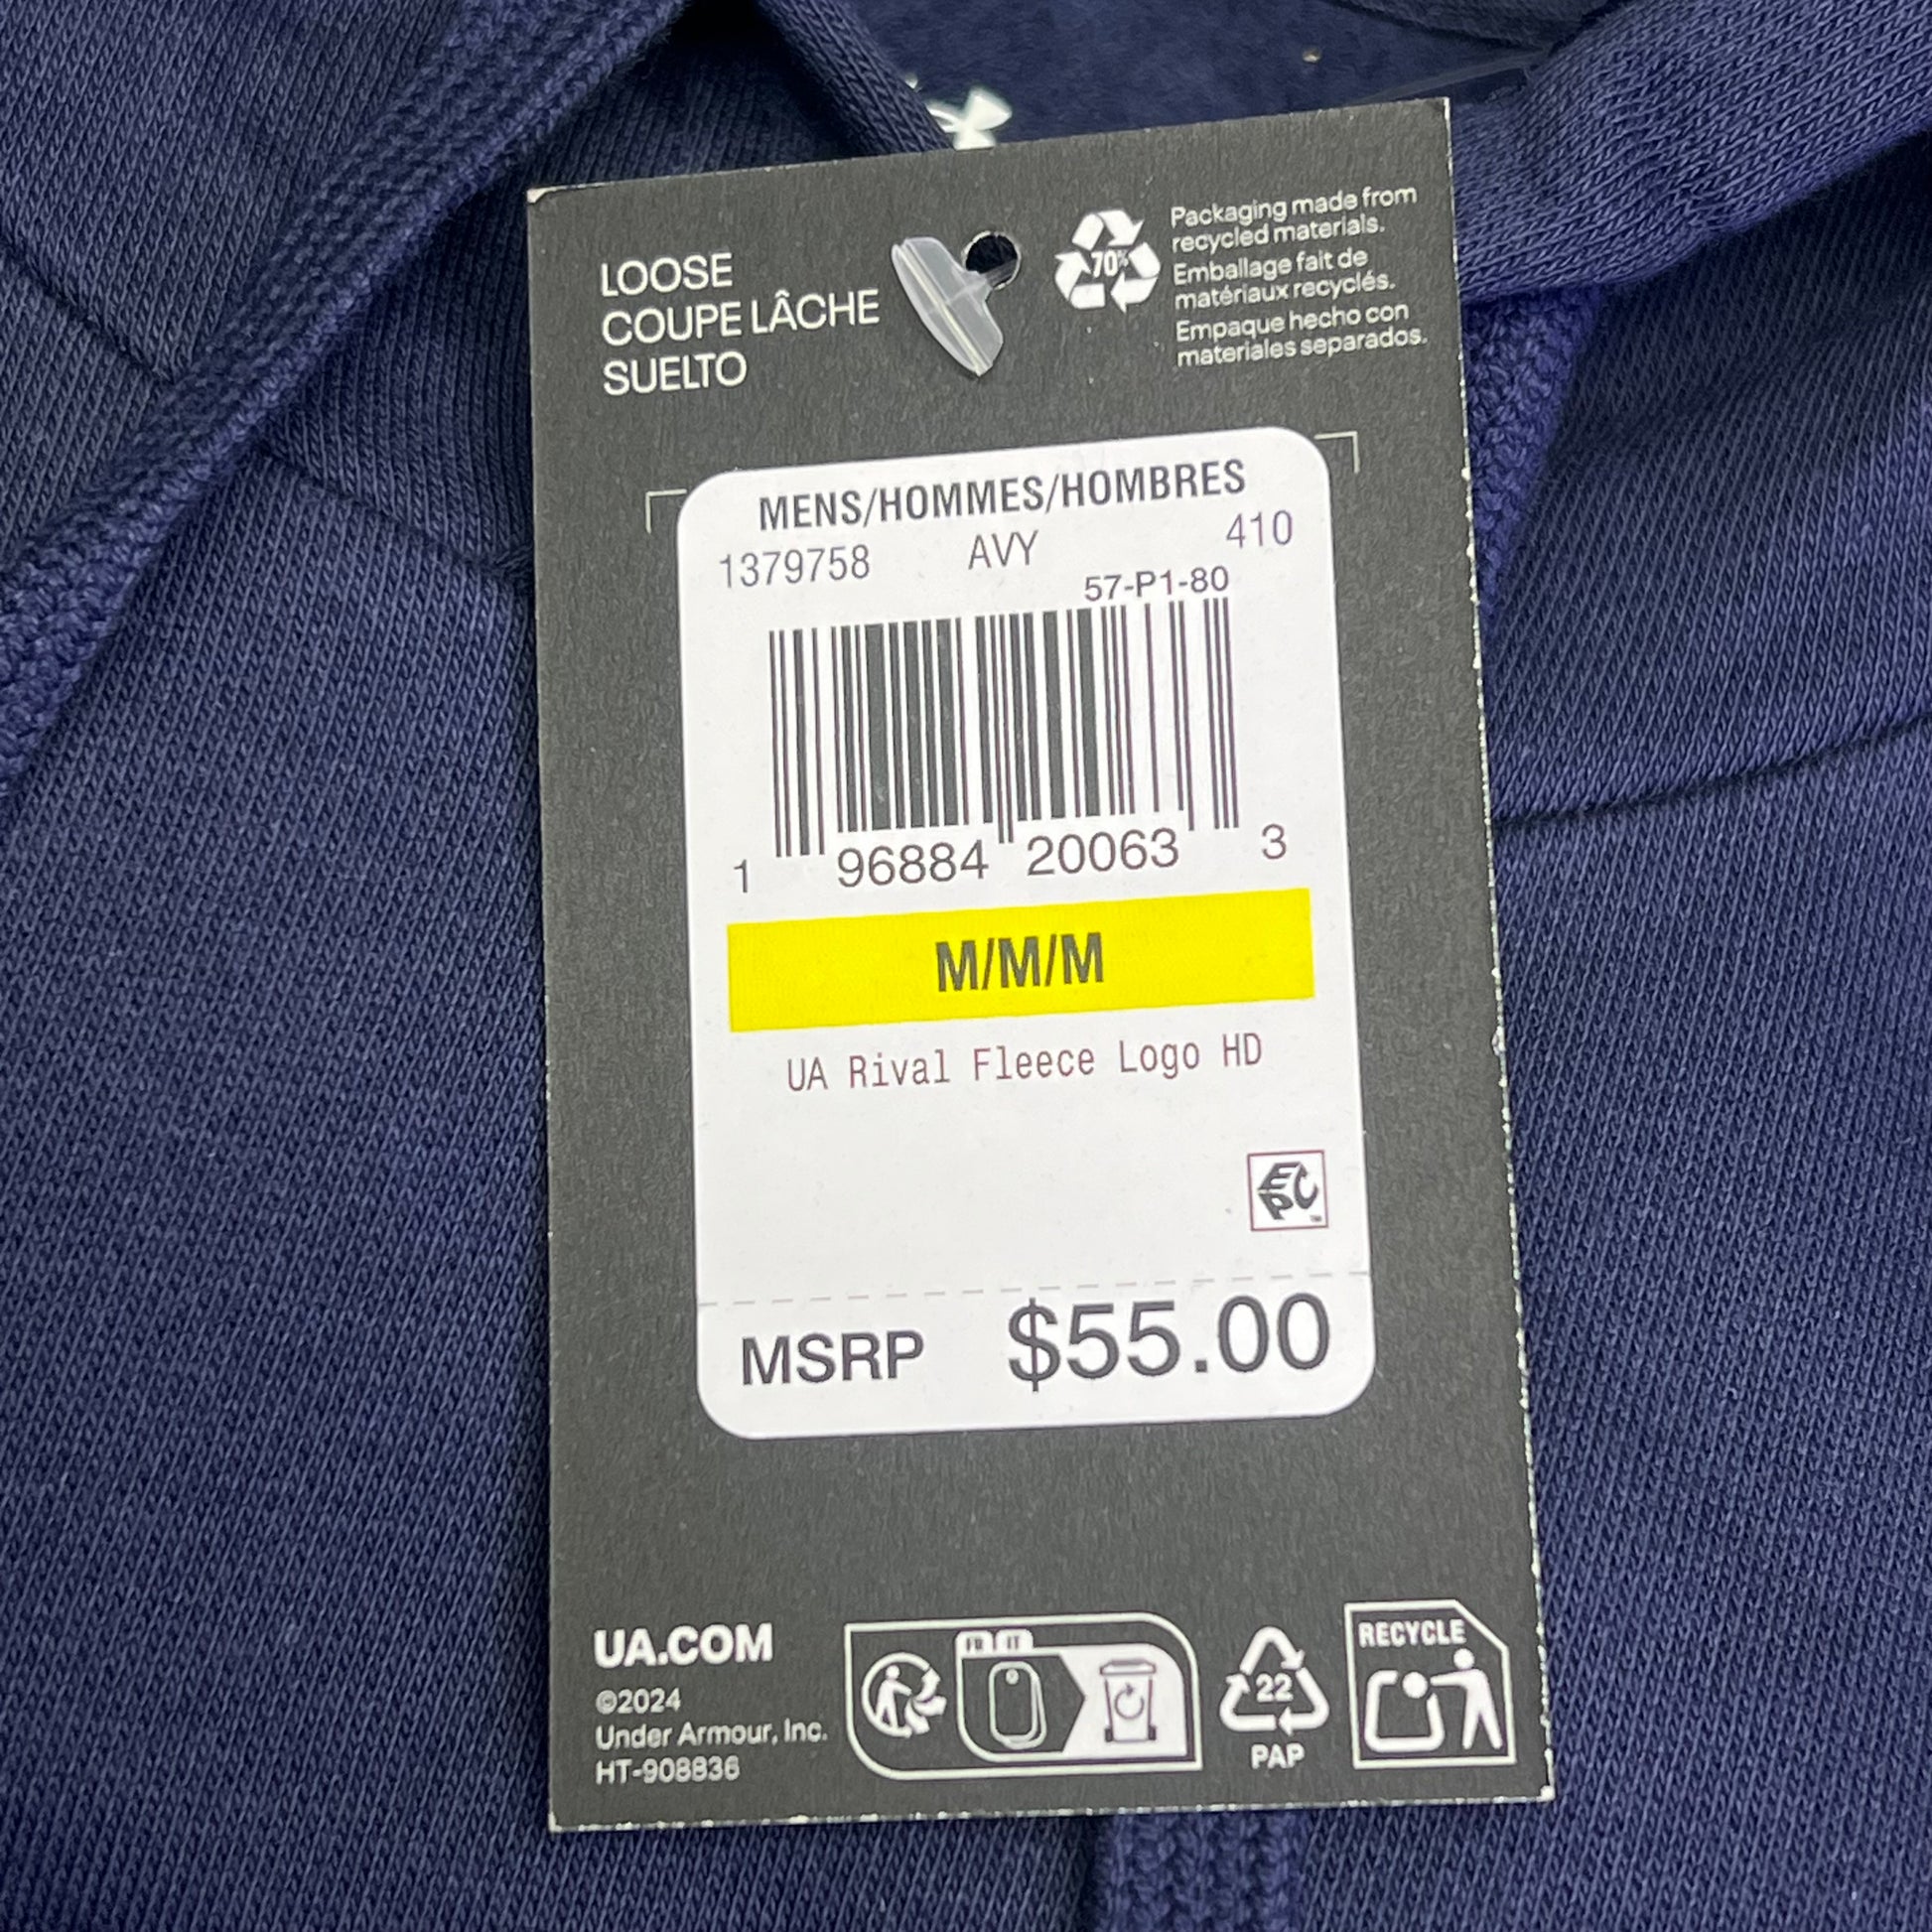 LOOSE
COUPE LÂCHE
SUELTO
70%
Packaging made from
recycled materials.
Emballage fait de
matériaux recyclés.
Empaque hecho con
materiales separados.
MENS/HOMMES/HOMBRES
1379758 AVY 410
57-P1-80
1 96884 20063 3
M/M/M
UA Rival Fleece Logo HD
EPC
TM
MSRP $55.00
UA.COM
©2024
Under Armour, Inc.
HT-908836
FR IT
22
PAP
RECYCLE